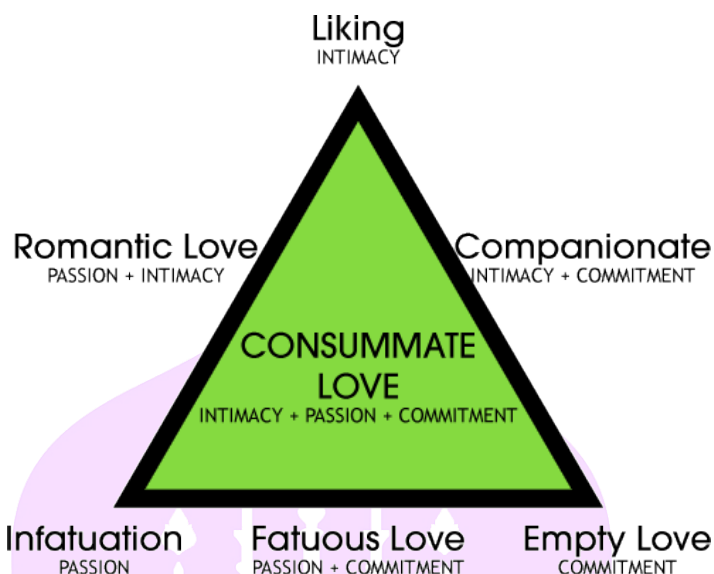 Liking
INTIMACY
Romantic Love
PASSION + INTIMACY
Companionate
INTIMACY + COMMITMENT
CONSUMMATE
LOVE
INTIMACY + PASSION + COMMITMENT
Infatuation
PASSION
Fatuous Love
PASSION + COMMITMENT
Empty Love
COMMITMENT